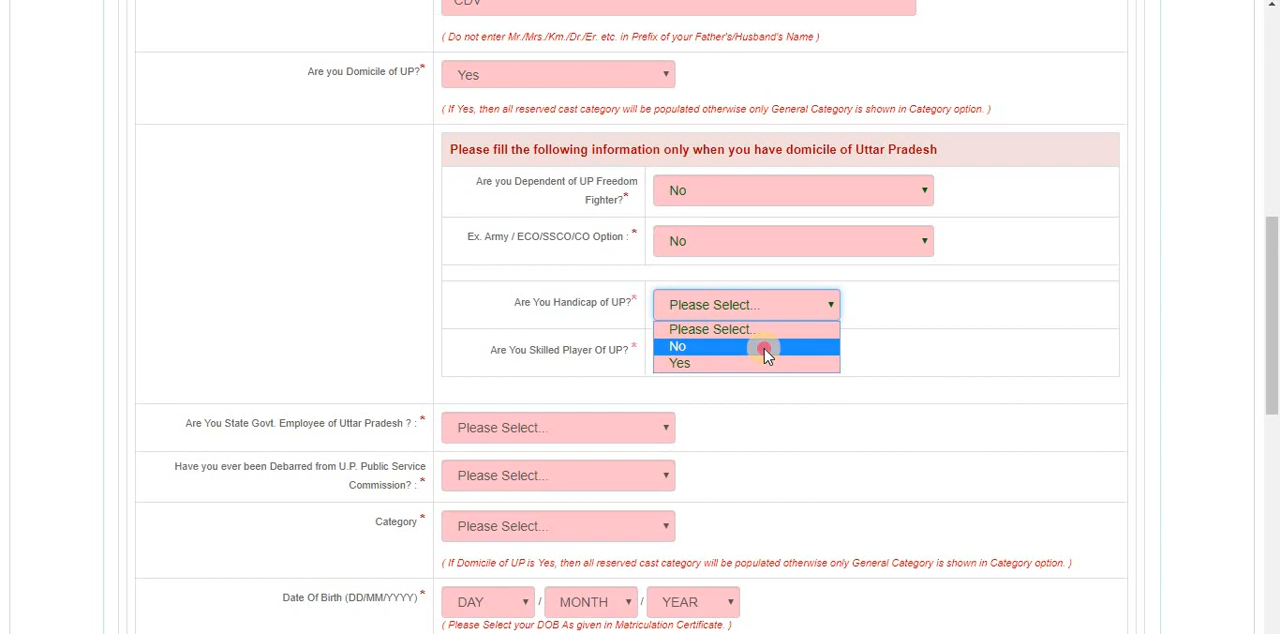 CDV
( Do not enter Mr./Mrs./Km./Dr./Er. etc. in Prefix of your Father's/Husband's Name )
Are you Domicile of UP?*
Yes
( If Yes, then all reserved cast category will be populated otherwise only General Category is shown in Category option. )
Please fill the following information only when you have domicile of Uttar Pradesh
Are you Dependent of UP Freedom
Fighter?*
No
Ex. Army / ECO/SSCO/CO Option : *
No
Are You Handicap of UP?*
Please Select...
Please Select...
No
Yes
Are You Skilled Player Of UP? *
Are You State Govt. Employee of Uttar Pradesh ? : *
Please Select...
Have you ever been Debarred from U.P. Public Service
Commission? : *
Please Select...
Category *
Please Select...
( If Domicile of UP is Yes, then all reserved cast category will be populated otherwise only General Category is shown in Category option. )
Date Of Birth (DD/MM/YYYY) *
DAY / MONTH / YEAR
( Please Select your DOB As given in Matriculation Certificate. )